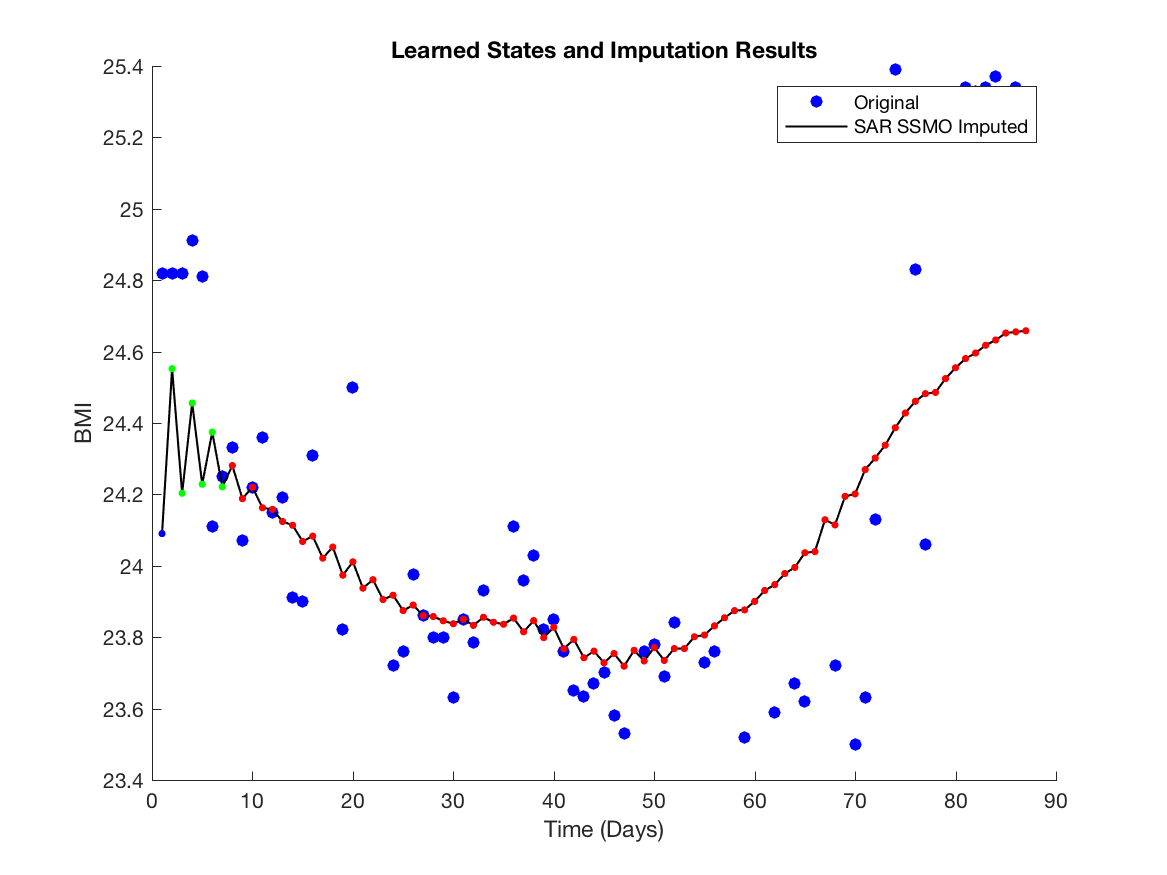 Learned States and Imputation Results
25.4
25.2
25
24.8
24.6
24.4
24.2
24
23.8
23.6
23.4
BMI
Original
SAR SSMO Imputed
0 10 20 30 40 50 60 70 80 90
Time (Days)